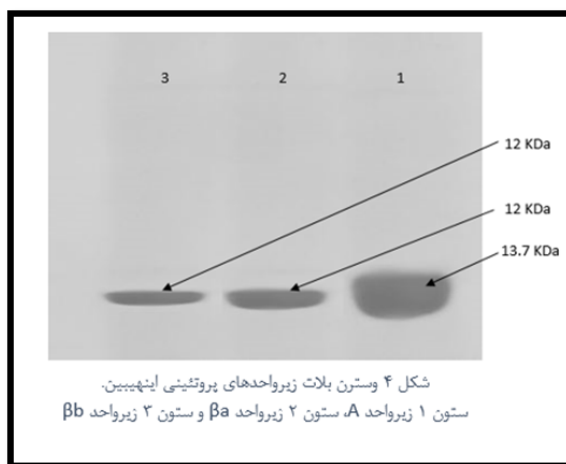 3 2 1
12 KDa
12 KDa
13.7 KDa
شکل ۴ وسترن بلات زیرواحدهای پروتئینی اینهیبین.
ستون ۱ زیرواحد A، ستون ۲ زیرواحد βa و ستون ۳ زیرواحد βb